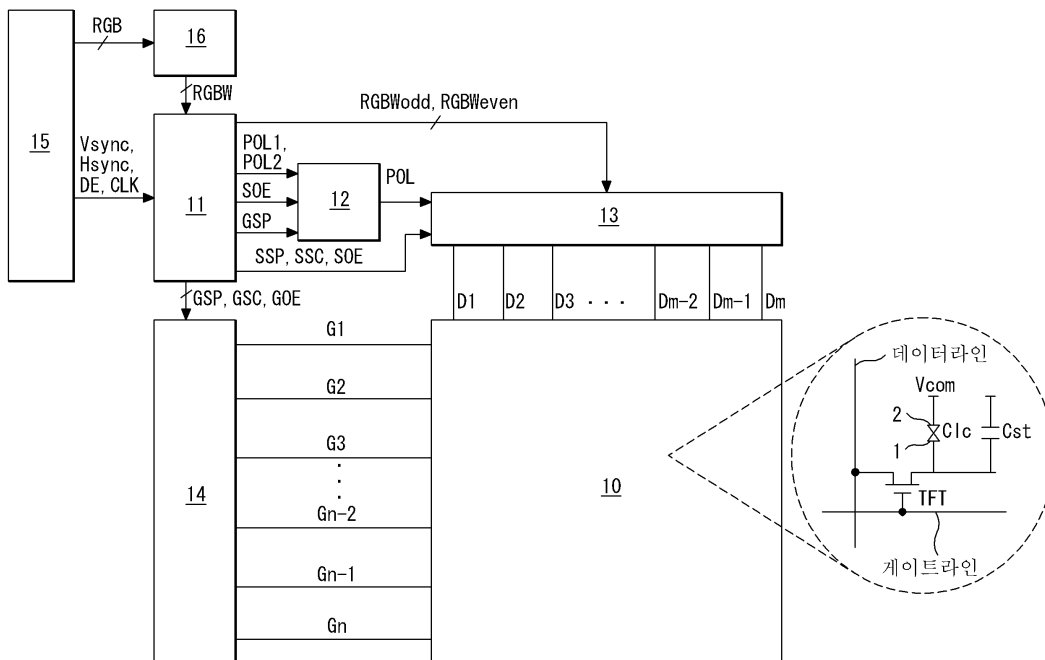 RGB
16
RGBW
RGBWodd, RGBWeven
15
Vsync,
Hsync,
DE, CLK
11
POL1,
POL2
SOE
GSP
12
POL
13
SSP, SSC, SOE
GSP, GSC, GOE
D1 D2 D3 · · · Dm-2 Dm-1 Dm
14
G1
G2
G3
Gn-2
Gn-1
Gn
10
데이터라인
Vcom
2
Clc
Cst
1
TFT
게이트라인